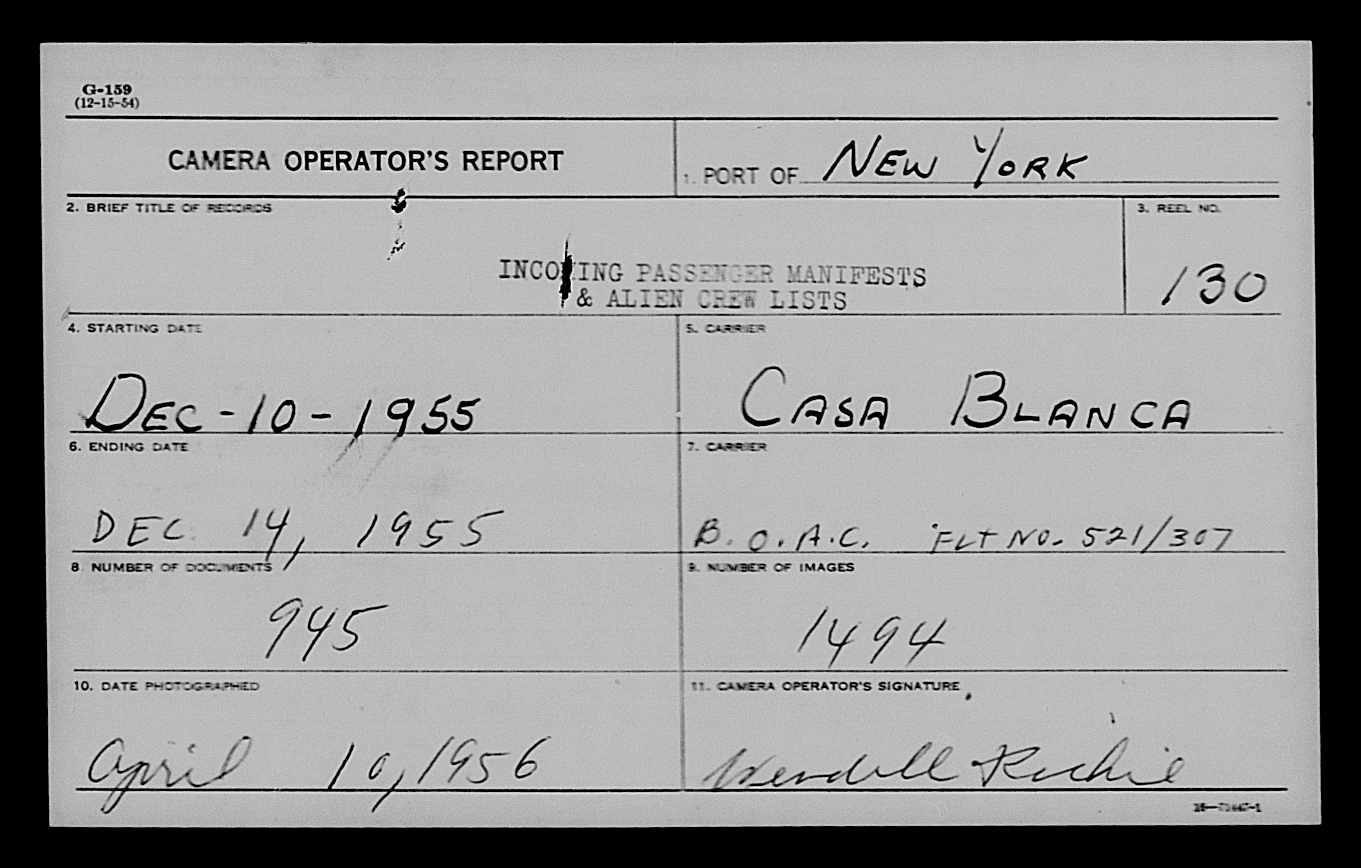 G-159
(12-15-54)
CAMERA OPERATOR'S REPORT
1. PORT OF NEW YORK
2. BRIEF TITLE OF RECORDS
INCOMING PASSENGER MANIFESTS
& ALIEN CREW LISTS
3. REEL NO.
130
4. STARTING DATE
DEC-10-1955
5. CARRIER
CASA BLANCA
6. ENDING DATE
DEC. 14, 1955
7. CARRIER
B.O.A.C. FLT NO. 521/307
8. NUMBER OF DOCUMENTS
945
9. NUMBER OF IMAGES
1494
10. DATE PHOTOGRAPHED
April 10, 1956
11. CAMERA OPERATOR'S SIGNATURE
Wendell